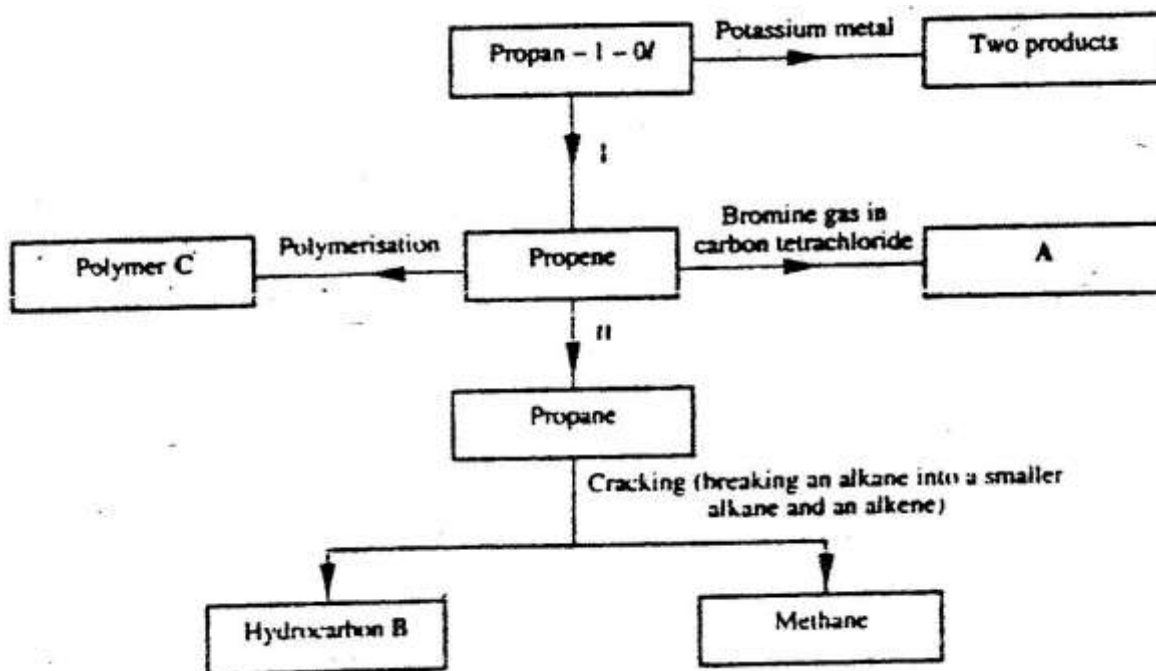 Potassium metal
Propan – 1 – 0l
Two products
I
Bromine gas in
carbon tetrachloride
Polymerisation
Polymer C
Propene
A
II
Propane
Cracking (breaking an alkane into a smaller
alkane and an alkene)
Hydrocarbon B
Methane